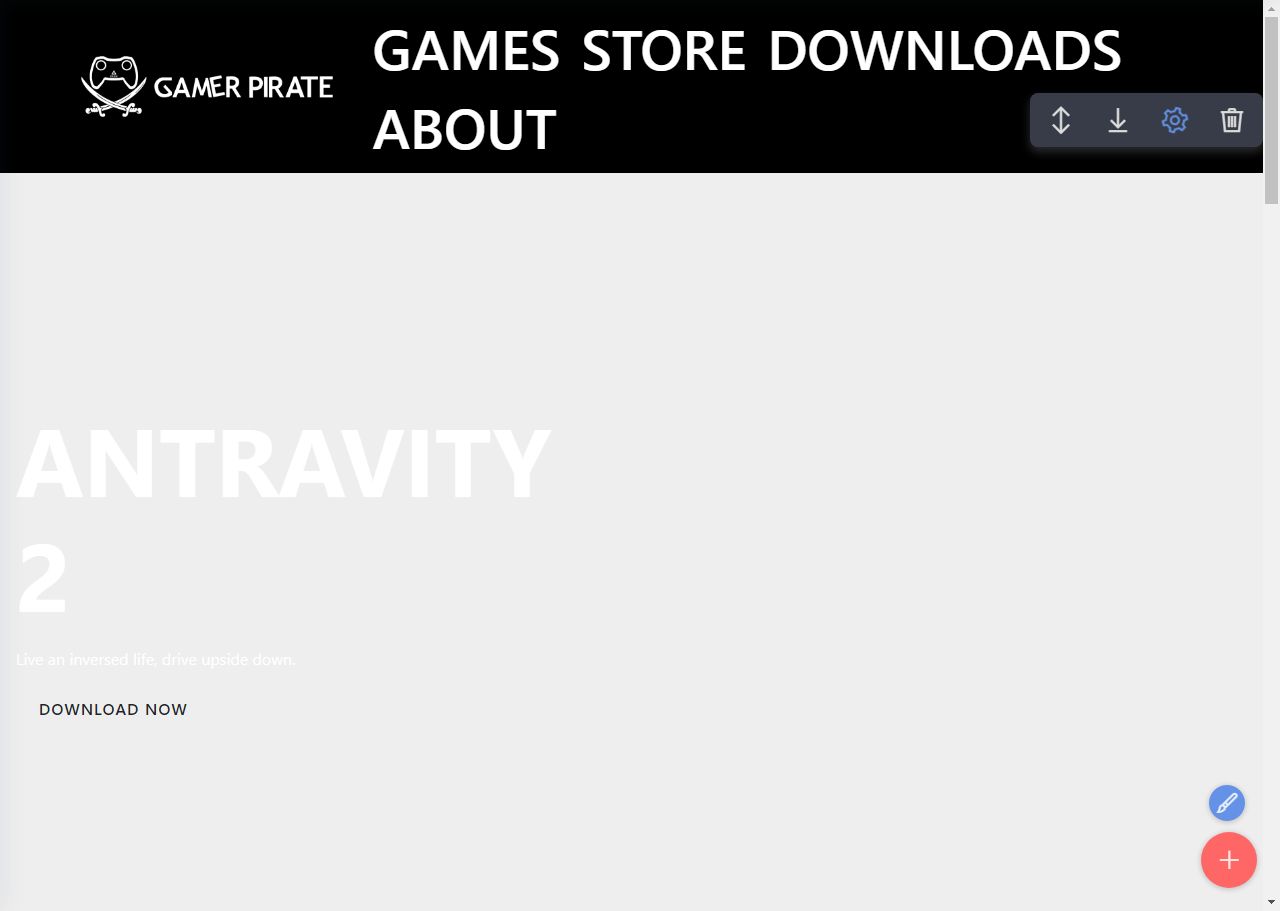 GAMER PIRATE
GAMES STORE DOWNLOADS
ABOUT
ANTRAVITY
2
Live an inversed life, drive upside down.
DOWNLOAD NOW